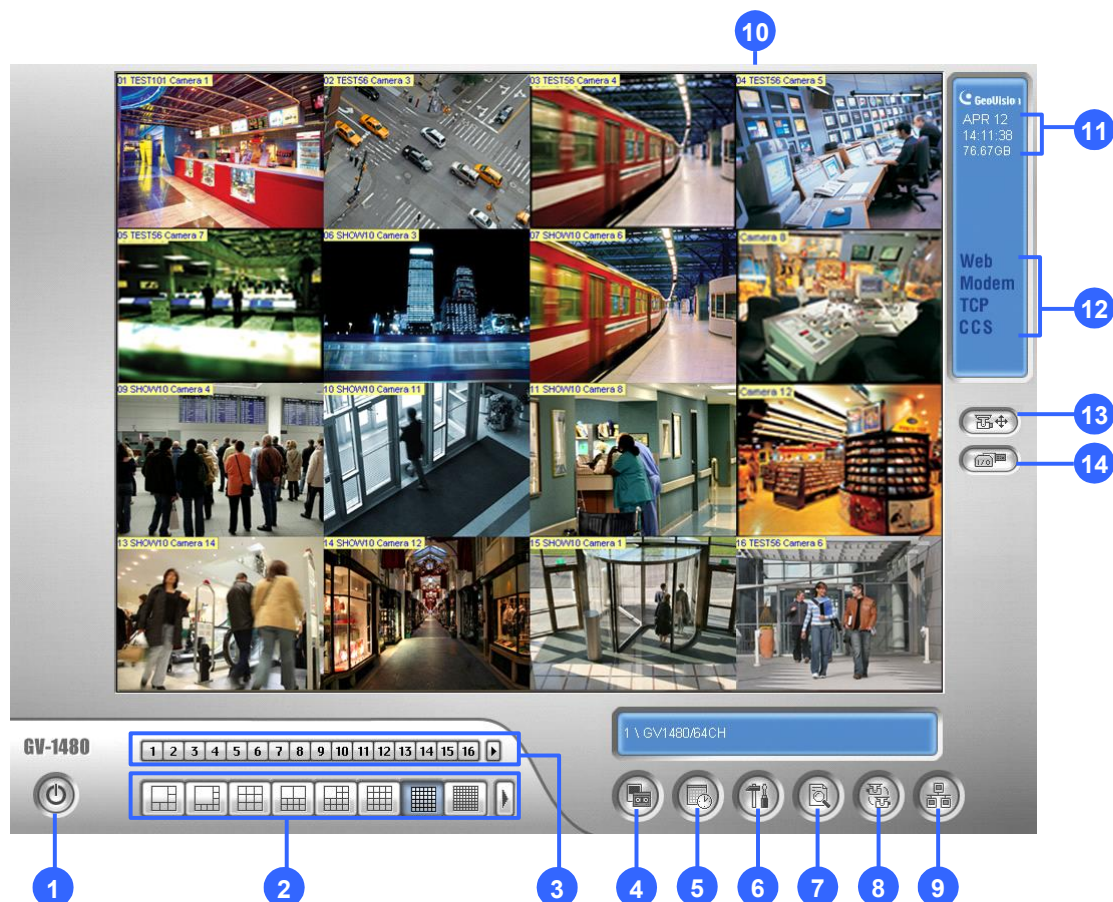 10
01 TEST101 Camera 1
02 TEST56 Camera 3
03 TEST56 Camera 4
04 TEST56 Camera 5
GeoVisio
APR 12
14:11:38
76.67GB
11
05 TEST56 Camera 7
06 SHOW10 Camera 3
07 SHOW10 Camera 6
Camera 8
Web
Modem
TCP
CCS
12
09 SHOW10 Camera 4
10 SHOW10 Camera 11
11 SHOW10 Camera 8
Camera 12
13
I/O
14
13 SHOW10 Camera 14
14 SHOW10 Camera 12
15 SHOW10 Camera 1
16 TEST56 Camera 6
GV-1480
1 2 3 4 5 6 7 8 9 10 11 12 13 14 15 16
1 \ GV1480/64CH
1
2
3
4
5
6
7
8
9